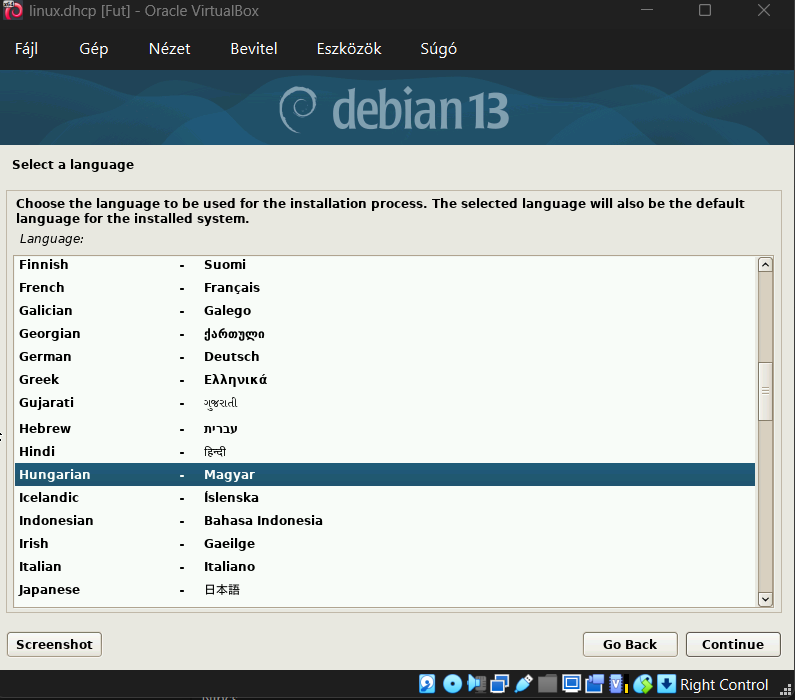 linux.dhcp [Fut] - Oracle VirtualBox
Fájl Gép Nézet Bevitel Eszközök Súgó
debian 13
Select a language
Choose the language to be used for the installation process. The selected language will also be the default
language for the installed system.
Language:
Finnish - Suomi
French - Français
Galician - Galego
Georgian - ქართული
German - Deutsch
Greek - Ελληνικά
Gujarati - ગુજરાતી
Hebrew - עברית
Hindi - हिन्दी
Hungarian - Magyar
Icelandic - Íslenska
Indonesian - Bahasa Indonesia
Irish - Gaeilge
Italian - Italiano
Japanese - 日本語
Screenshot Go Back Continue
Right Control